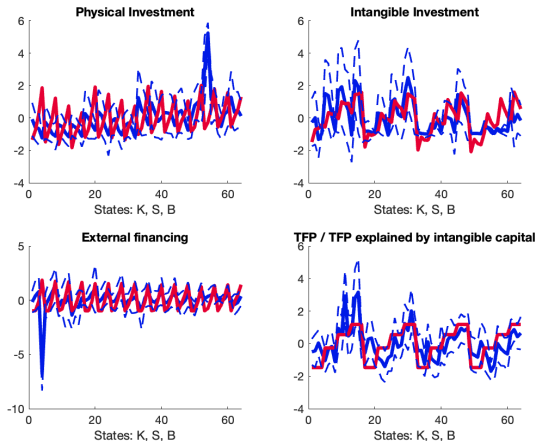 Physical Investment
6
4
2
0
-2
-4
0 20 40 60
States: K, S, B
Intangible Investment
6
4
2
0
-2
-4
0 20 40 60
States: K, S, B
External financing
5
0
-5
-10
0 20 40 60
States: K, S, B
TFP / TFP explained by intangible capital
6
4
2
0
-2
-4
0 20 40 60
States: K, S, B